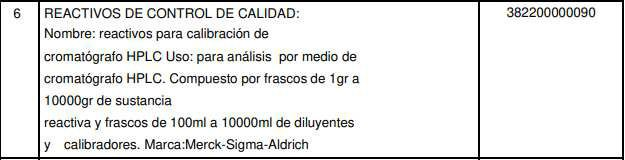 6 REACTIVOS DE CONTROL DE CALIDAD: 382200000090
Nombre: reactivos para calibración de
cromatógrafo HPLC Uso: para análisis por medio de
cromatógrafo HPLC. Compuesto por frascos de 1gr a
10000gr de sustancia
reactiva y frascos de 100ml a 10000ml de diluyentes
y calibradores. Marca:Merck-Sigma-Aldrich